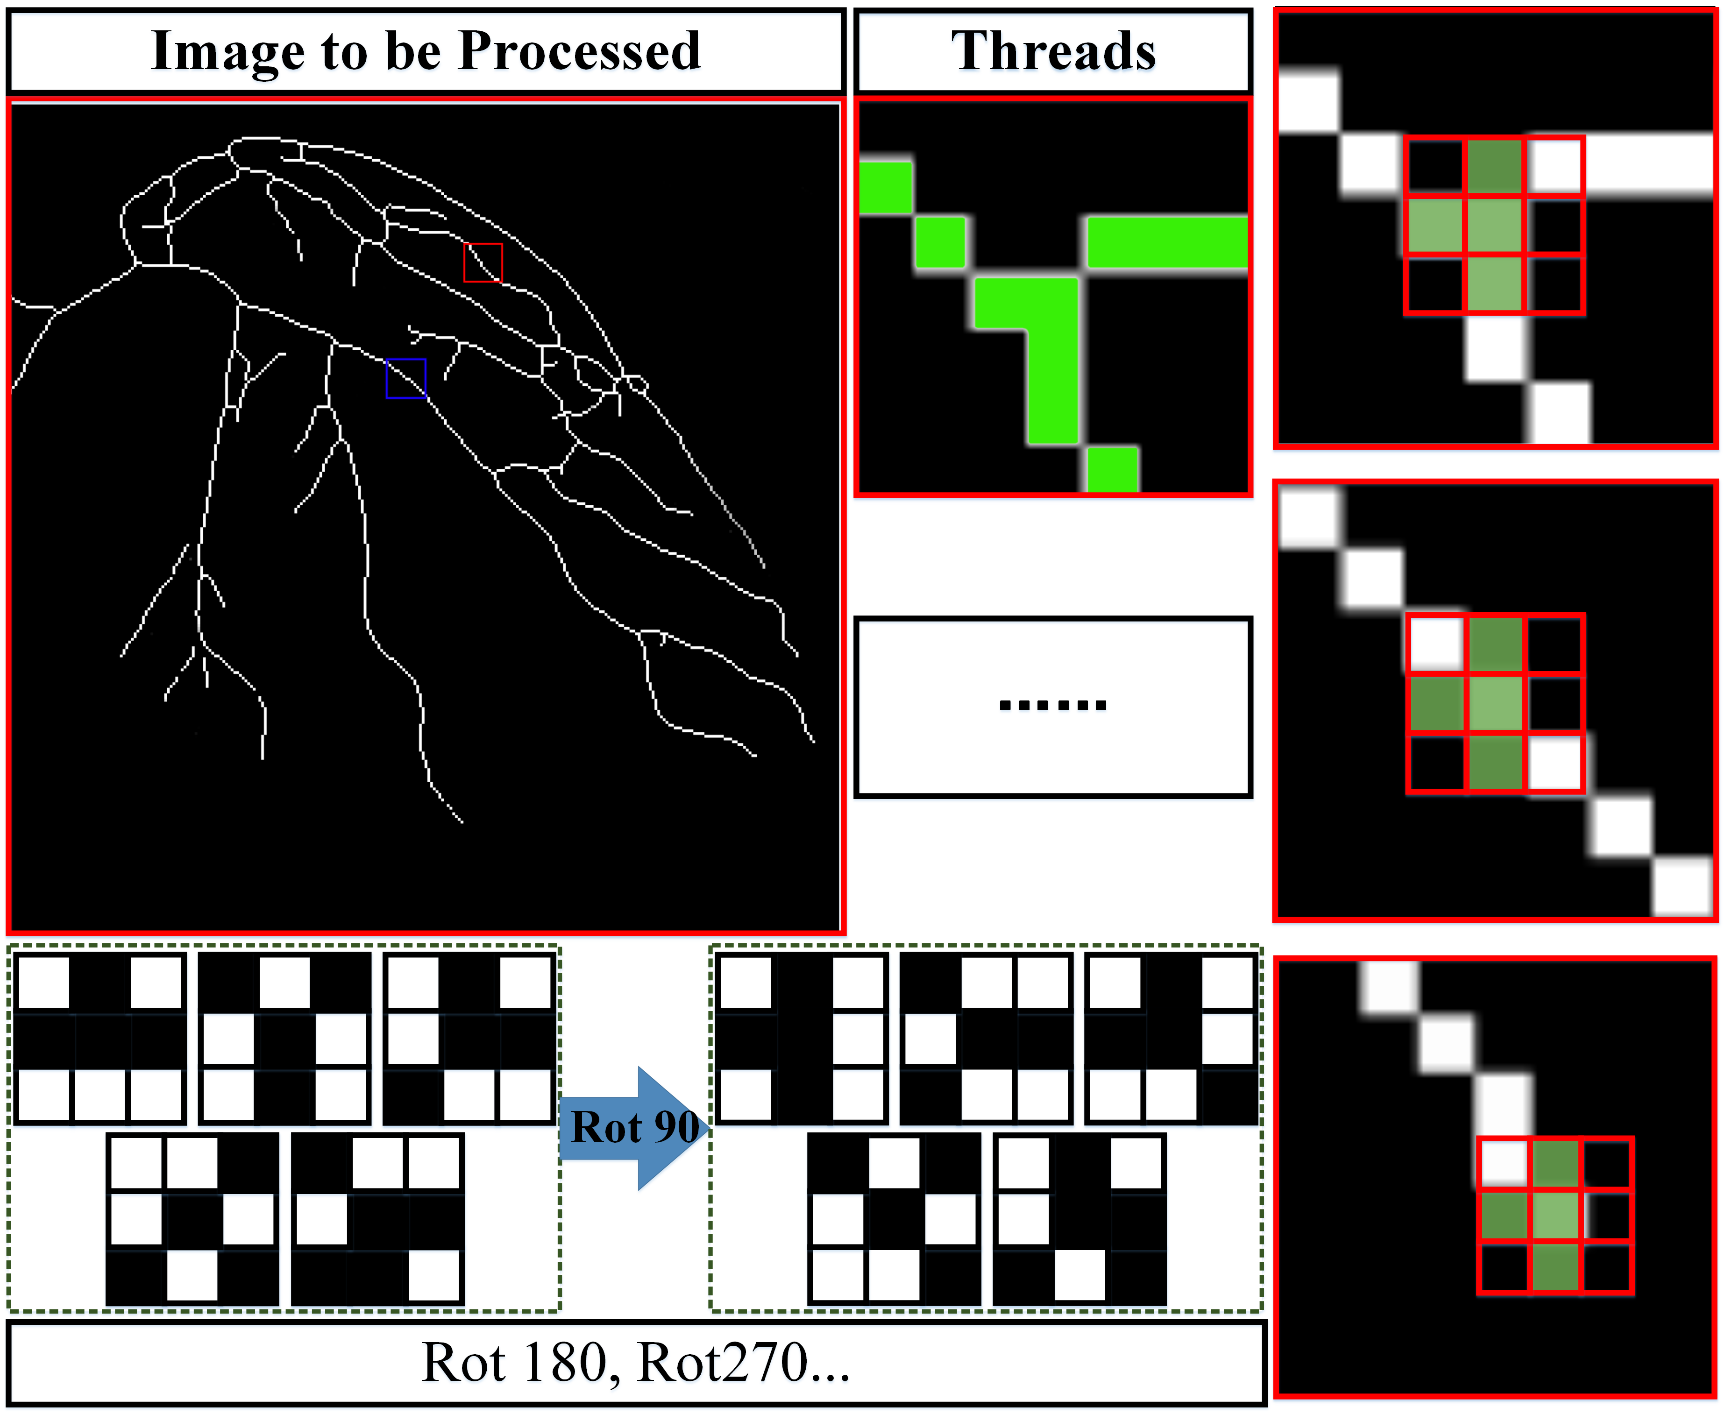 Image to be Processed
Threads
......
Rot 90
Rot 180, Rot270...